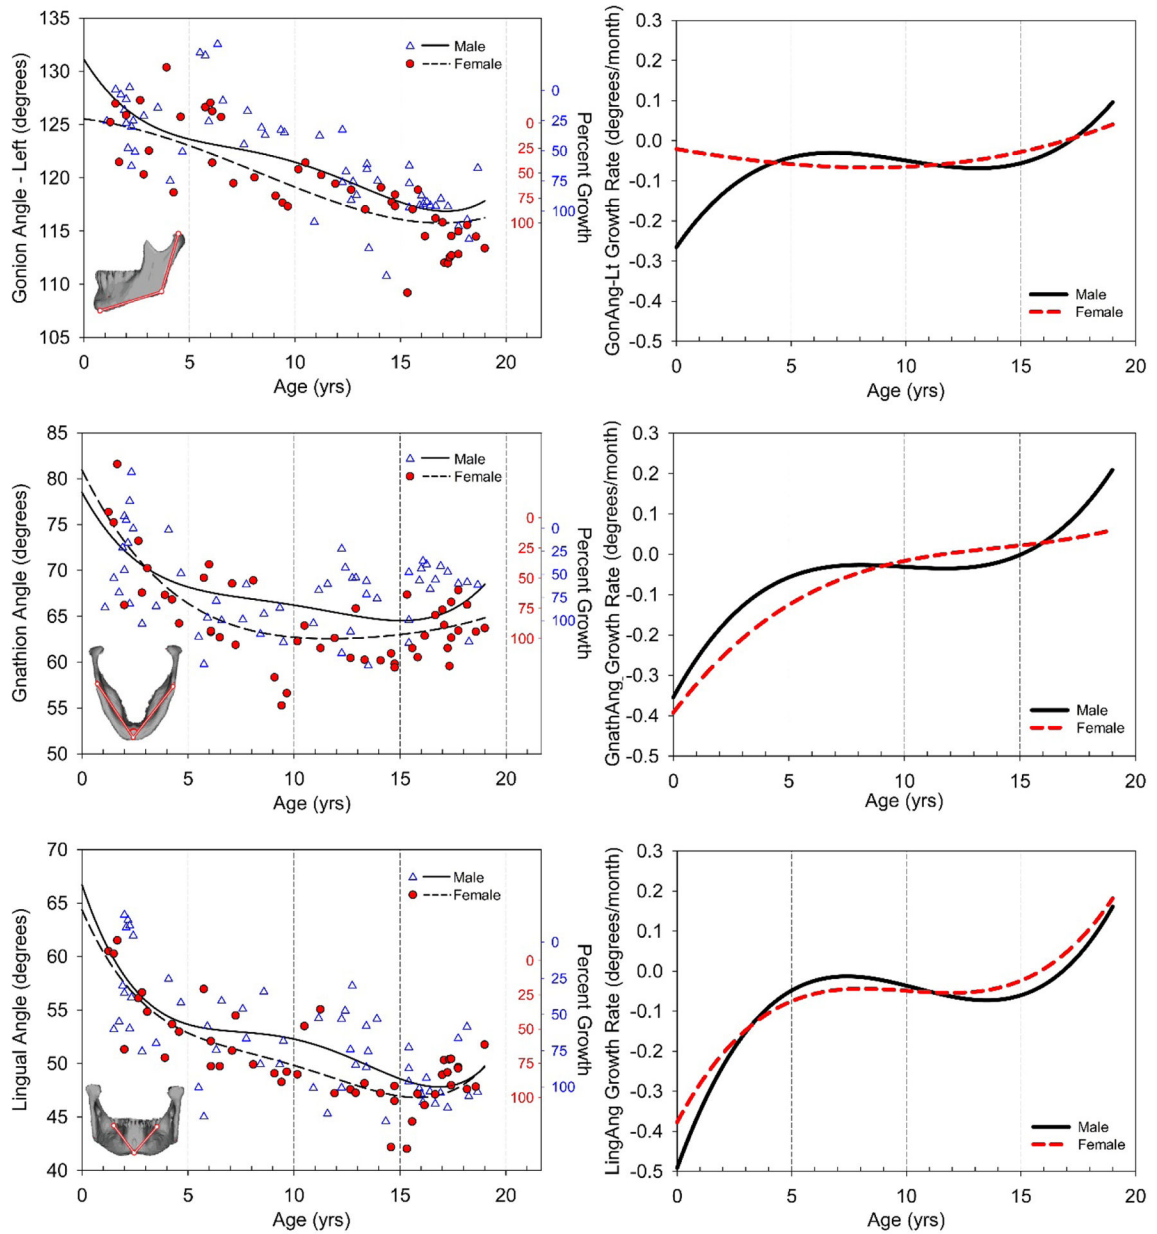 Gonion Angle - Left (degrees)
135
130
125
120
115
110
105
Male
Female
0
25
50
75
100
0
25
50
75
100
Percent Growth
0 5 10 15 20
Age (yrs)
GonAng-Lt Growth Rate (degrees/month)
0.3
0.2
0.1
0.0
-0.1
-0.2
-0.3
-0.4
-0.5
Male
Female
0 5 10 15 20
Age (yrs)
Gnathion Angle (degrees)
85
80
75
70
65
60
55
50
Male
Female
0
25
50
75
100
0
25
50
75
100
Percent Growth
0 5 10 15 20
Age (yrs)
GnathAng Growth Rate (degrees/month)
0.3
0.2
0.1
0.0
-0.1
-0.2
-0.3
-0.4
-0.5
Male
Female
0 5 10 15 20
Age (yrs)
Lingual Angle (degrees)
70
65
60
55
50
45
40
Male
Female
0
25
50
75
100
0
25
50
75
100
Percent Growth
0 5 10 15 20
Age (yrs)
LingAng Growth Rate (degrees/month)
0.3
0.2
0.1
0.0
-0.1
-0.2
-0.3
-0.4
-0.5
Male
Female
0 5 10 15 20
Age (yrs)